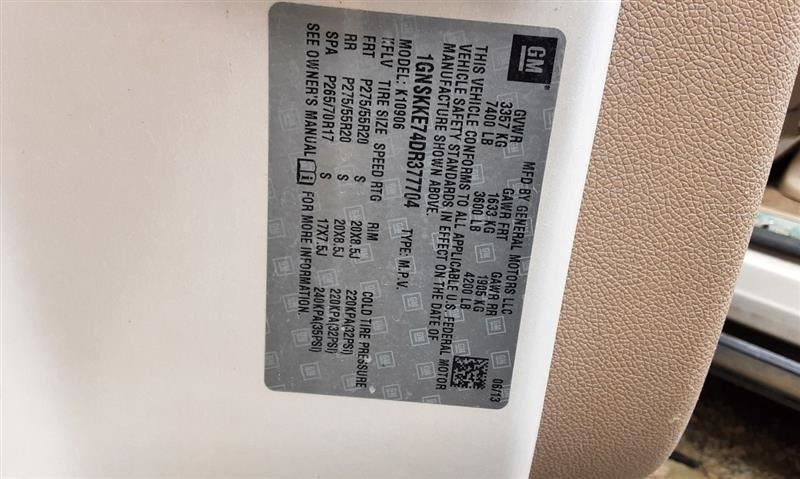 GM
MFD BY GENERAL MOTORS LLC 06/13
GVWR GAWR FRT GAWR RR
3357 KG 1633 KG 1905 KG
7400 LB 3600 LB 4200 LB
THIS VEHICLE CONFORMS TO ALL APPLICABLE U.S. FEDERAL MOTOR
VEHICLE SAFETY STANDARDS IN EFFECT ON THE DATE OF
MANUFACTURE SHOWN ABOVE.
1GNSKKE74DR377704 TYPE: M.P.V.
MODEL: K10906
KFLV TIRE SIZE SPEED RTG RIM COLD TIRE PRESSURE
FRT P275/55R20 S 20X8.5J 220KPA(32PSI)
RR P275/55R20 S 20X8.5J 220KPA(32PSI)
SPA P265/70R17 S 17X7.5J 240KPA(35PSI)
SEE OWNER'S MANUAL FOR MORE INFORMATION.